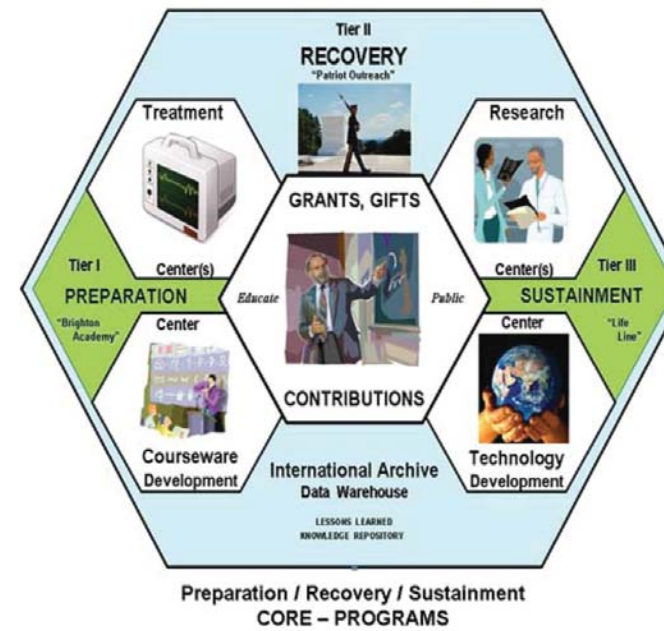 Tier II
RECOVERY
"Patriot Outreach"
Treatment
Research
GRANTS, GIFTS
Tier I
Center(s)
PREPARATION
"Brighton
Academy"
Educate
Public
Center(s)
Tier III
SUSTAINMENT
"Life
Line"
Center
Center
CONTRIBUTIONS
Courseware
Development
International Archive
Data Warehouse
LESSONS LEARNED
KNOWLEDGE REPOSITORY
Technology
Development
Preparation / Recovery / Sustainment
CORE – PROGRAMS